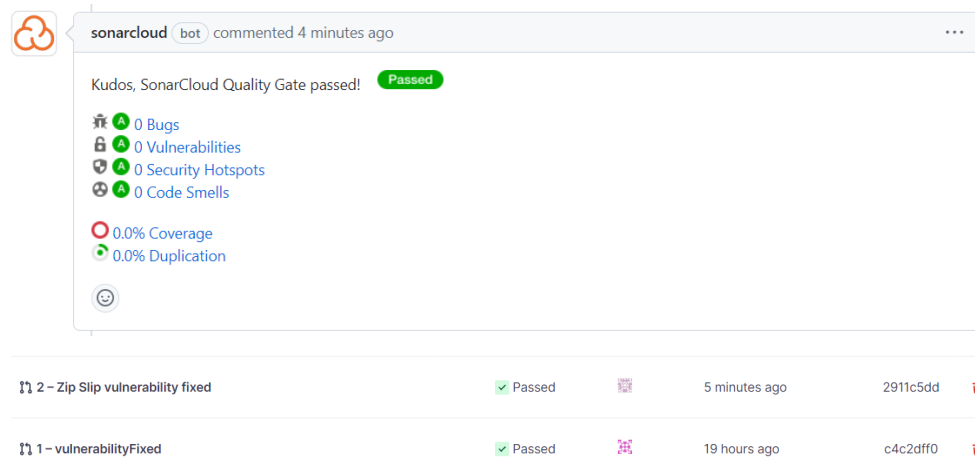 sonarcloud bot commented 4 minutes ago
Kudos, SonarCloud Quality Gate passed! Passed
A 0 Bugs
A 0 Vulnerabilities
A 0 Security Hotspots
A 0 Code Smells
0.0% Coverage
0.0% Duplication
2 – Zip Slip vulnerability fixed Passed 5 minutes ago 2911c5dd
1 – vulnerabilityFixed Passed 19 hours ago c4c2dff0